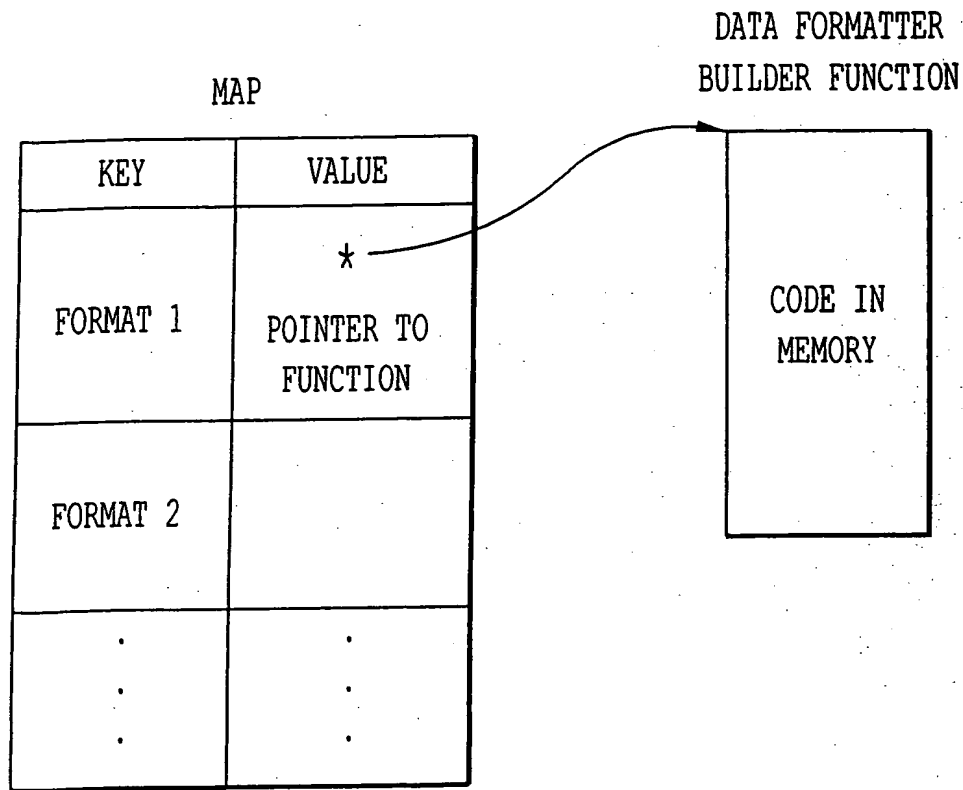 DATA FORMATTER
BUILDER FUNCTION
MAP
KEY VALUE
*
FORMAT 1
POINTER TO
FUNCTION
CODE IN
MEMORY
FORMAT 2